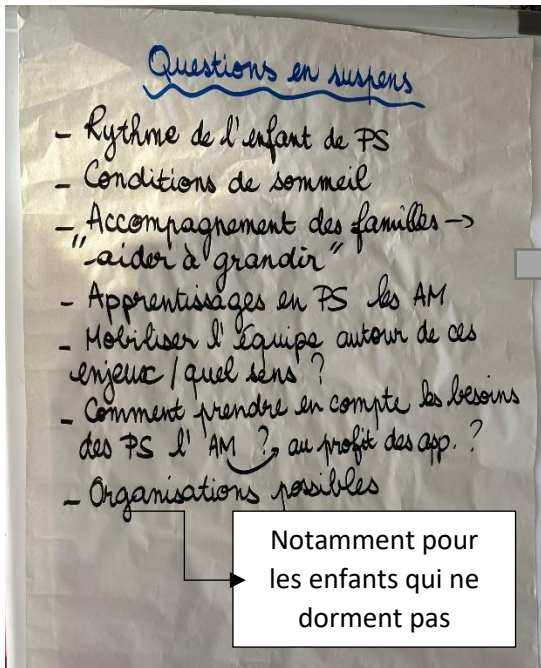 Questions en suspens
- Rythme de l'enfant de PS
- Conditions de sommeil
- Accompagnement des familles →
"aider à grandir"
- Apprentissages en PS les AM
- Mobiliser l'équipe autour de ces
enjeux / quel sens ?
- Comment prendre en compte les besoins
des PS l'AM ? au profit des app. ?
- Organisations possibles
Notamment pour
les enfants qui ne
dorment pas